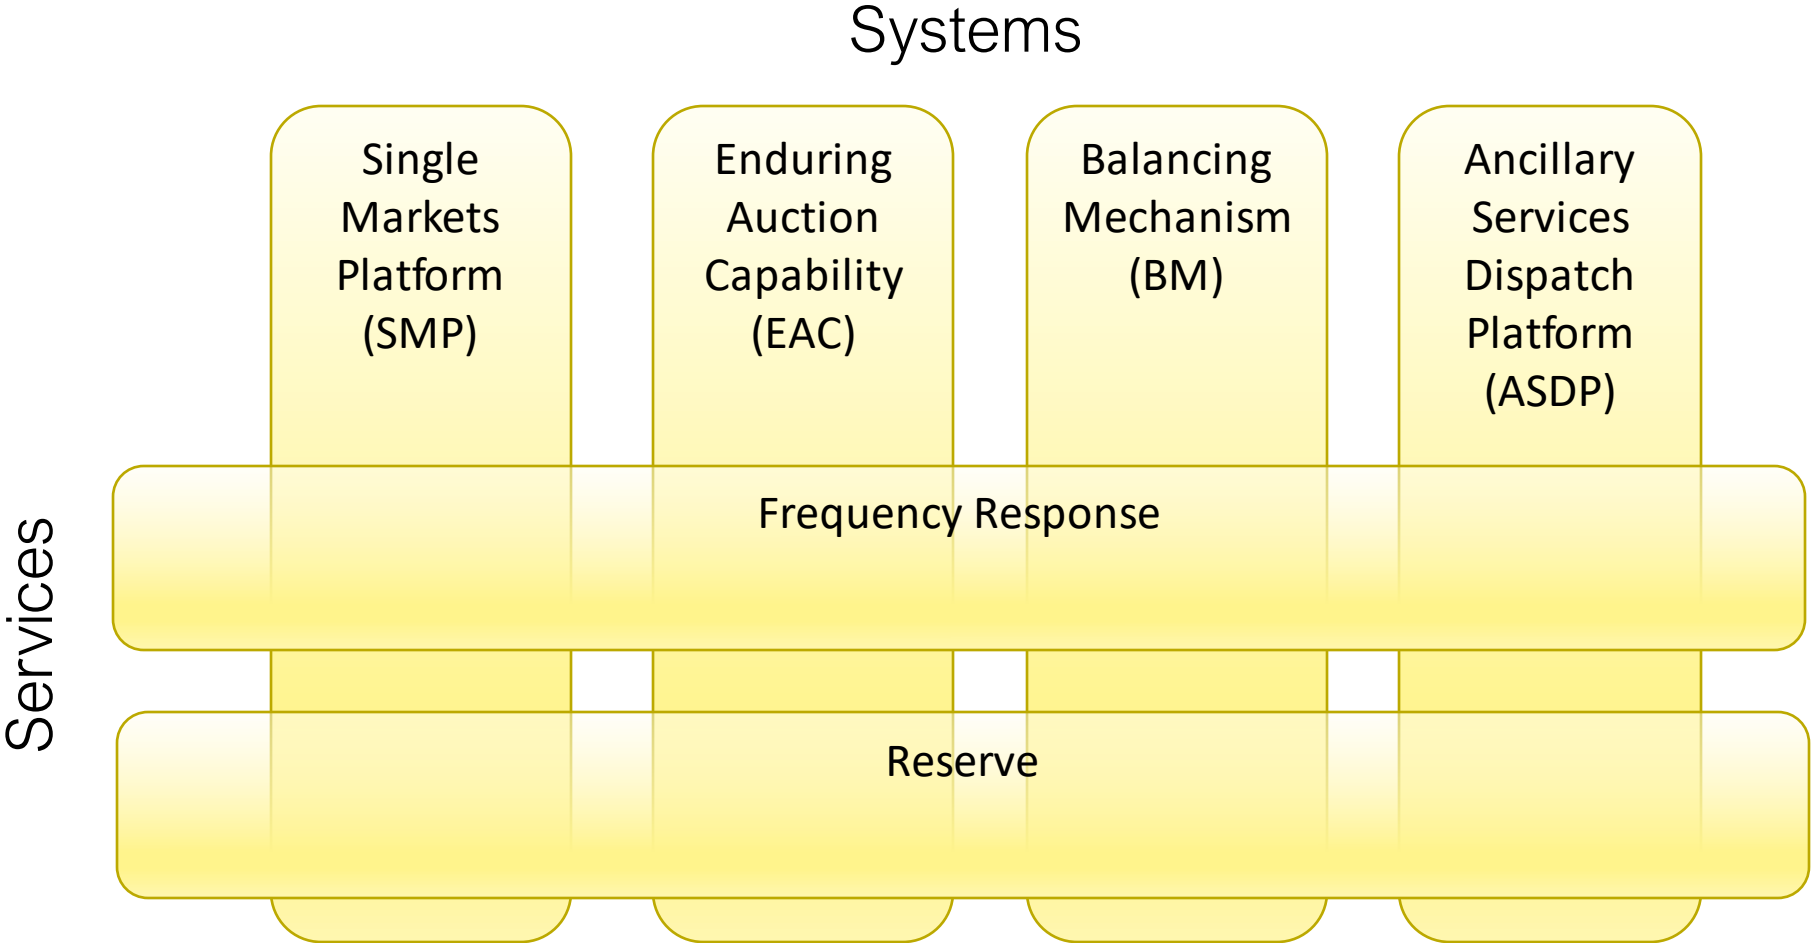 Systems
Single
Markets
Platform
(SMP)
Enduring
Auction
Capability
(EAC)
Balancing
Mechanism
(BM)
Ancillary
Services
Dispatch
Platform
(ASDP)
Services
Frequency Response
Reserve